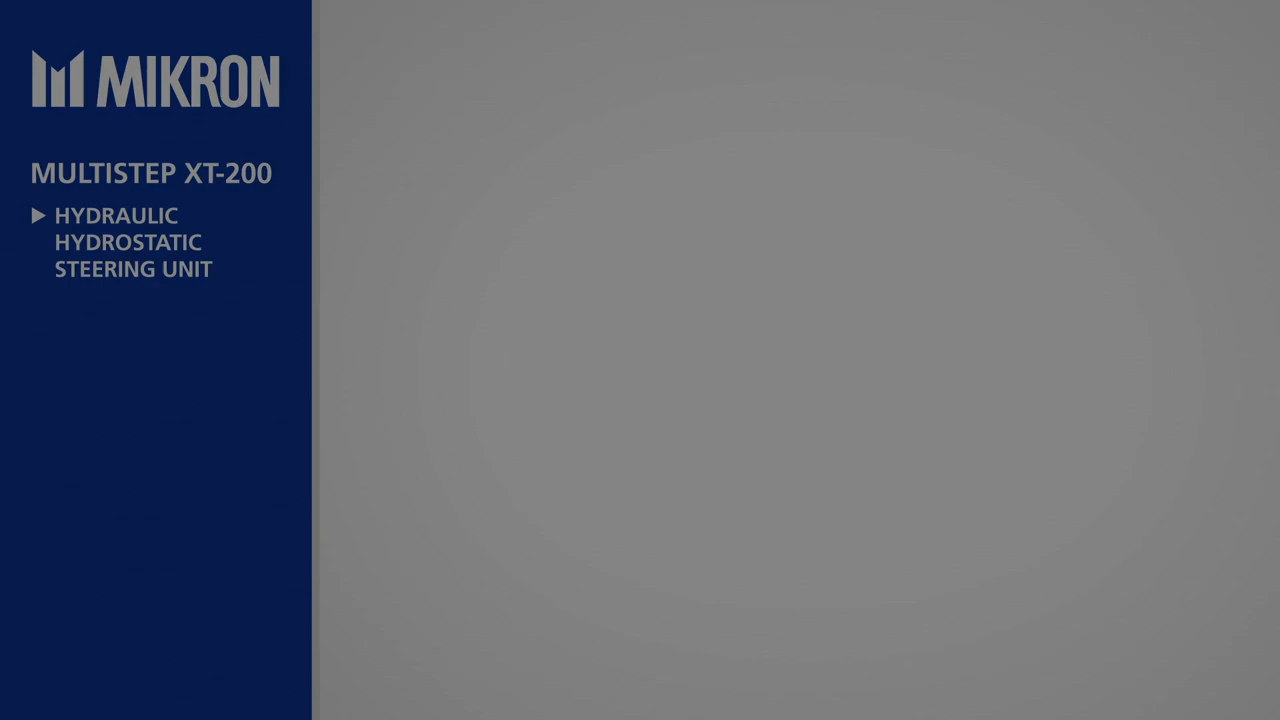 MIKRON
MULTISTEP XT-200
HYDRAULIC
HYDROSTATIC
STEERING UNIT